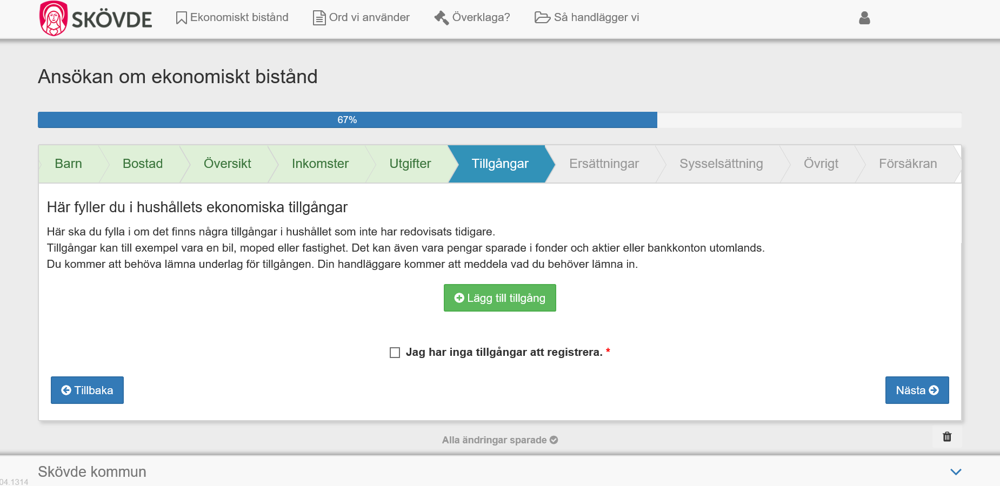 SKÖVDE
Ekonomiskt bistånd
Ord vi använder
Överklaga?
Så handlägger vi
Ansökan om ekonomiskt bistånd
67%
Barn
Bostad
Översikt
Inkomster
Utgifter
Tillgångar
Ersättningar
Sysselsättning
Övrigt
Försäkran
Här fyller du i hushållets ekonomiska tillgångar
Här ska du fylla i om det finns några tillgångar i hushållet som inte har redovisats tidigare.
Tillgångar kan till exempel vara en bil, moped eller fastighet. Det kan även vara pengar sparade i fonder och aktier eller bankkonton utomlands.
Du kommer att behöva lämna underlag för tillgången. Din handläggare kommer att meddela vad du behöver lämna in.
Lägg till tillgång
Jag har inga tillgångar att registrera. *
Tillbaka
Nästa
Alla ändringar sparade
Skövde kommun
04.1314